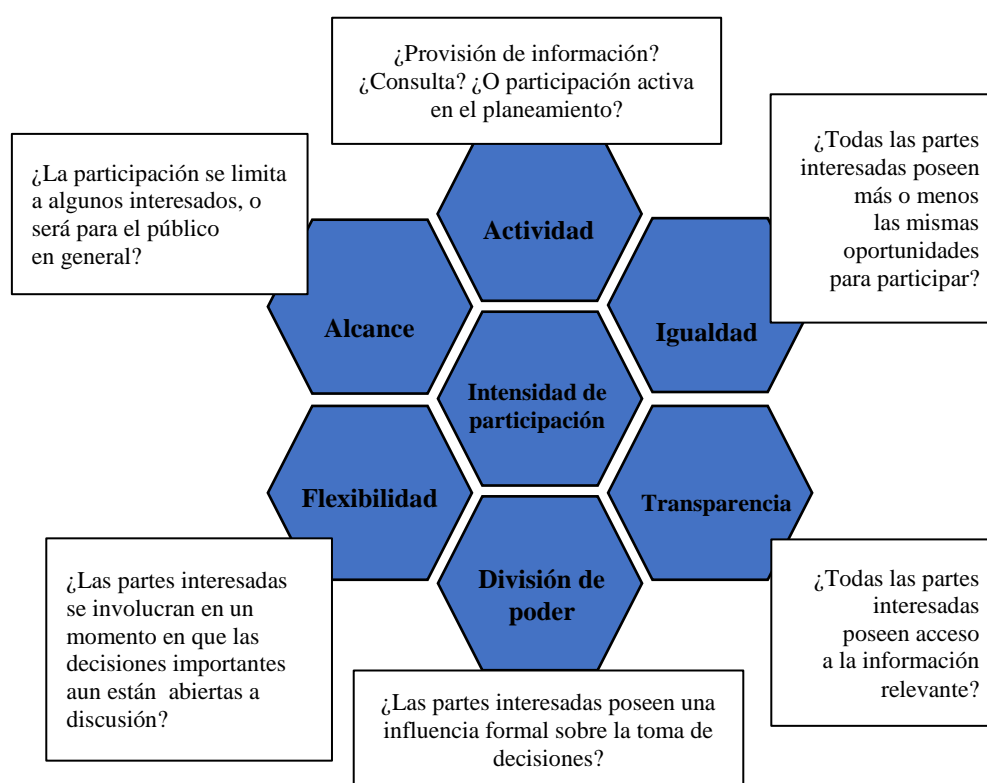 ¿Provisión de información?
¿Consulta? ¿O participación activa
en el planeamiento?
¿La participación se limita
a algunos interesados, o
será para el público
en general?
¿Todas las partes
interesadas poseen
más o menos
las mismas
oportunidades
para participar?
Actividad
Alcance
Igualdad
Intensidad de
participación
Flexibilidad
Transparencia
División de
poder
¿Las partes interesadas
se involucran en un
momento en que las
decisiones importantes
aun están  abiertas a
discusión?
¿Las partes interesadas poseen una
influencia formal sobre la toma de
decisiones?
¿Todas las partes
interesadas
poseen acceso
a la información
relevante?